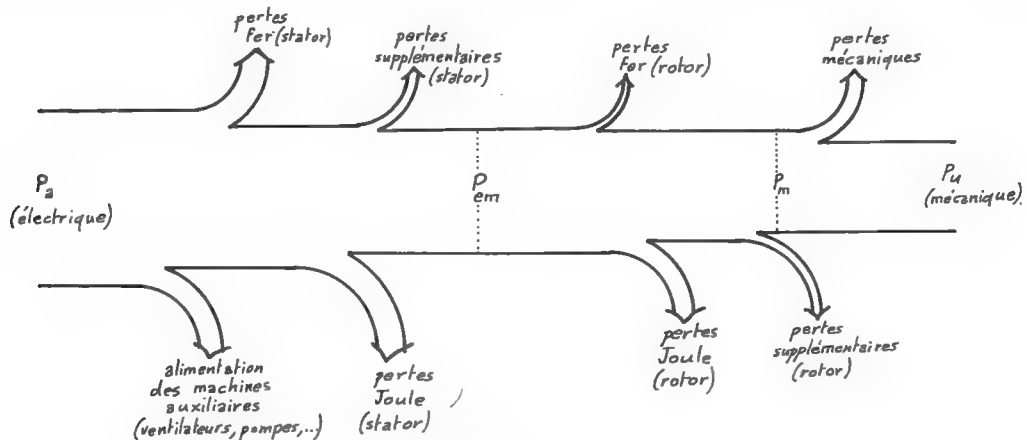 pertes
Fer (stator)
pertes
supplémentaires
(stator)
pertes
Fer (rotor)
pertes
mécaniques
Pa
(électrique)
Pem
Pm
Pu
(mécanique)
alimentation
des machines
auxiliaires
(ventilateurs, pompes,...)
pertes
Joule
(stator)
pertes
Joule
(rotor)
pertes
supplémentaires
(rotor)